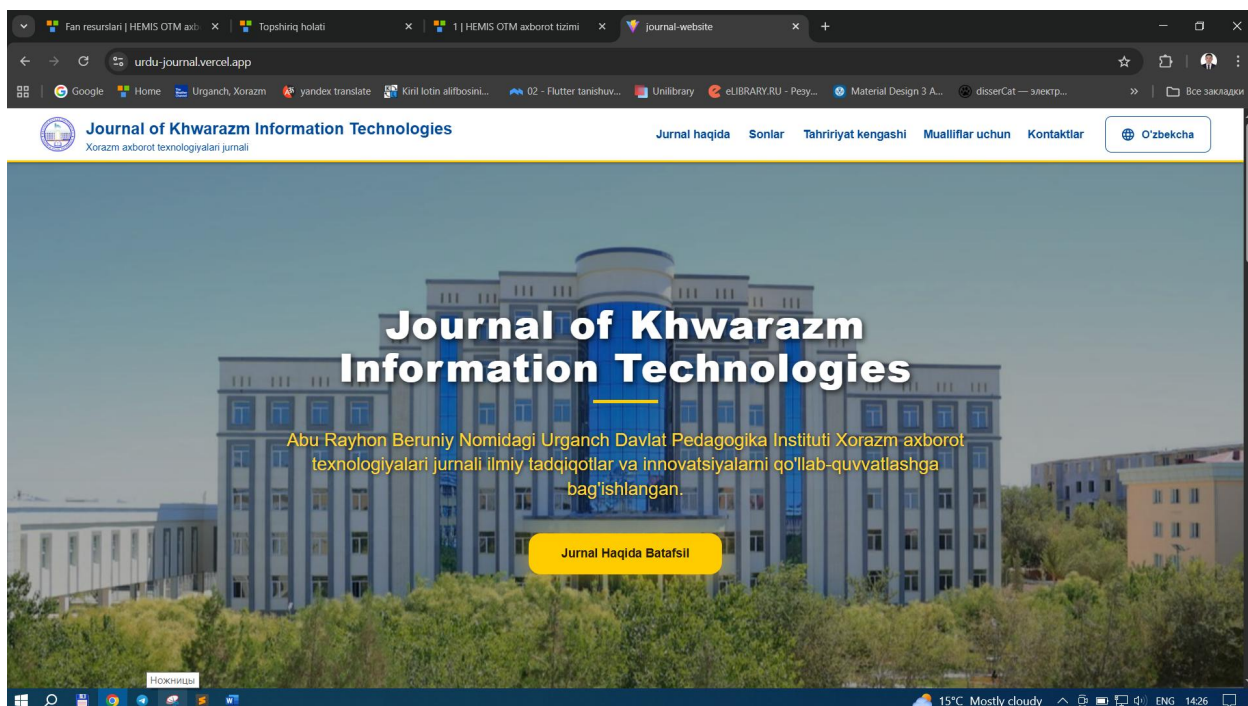 Fan resurslari | HEMIS OTM axb
Topshiriq holati
1 | HEMIS OTM axborot tizimi
journal-website
urdu-journal.vercel.app
Google
Home
Urganch, Xorazm
yandex translate
Kiril lotin alifbosini...
02 - Flutter tanishuv...
Unilibrary
eLIBRARY.RU - Резу...
Material Design 3 A...
disserCat — электр...
»
Все закладки
Journal of Khwarazm Information Technologies
Xorazm axborot texnologiyalari jurnali
Jurnal haqida
Sonlar
Tahririyat kengashi
Mualliflar uchun
Kontaktlar
O'zbekcha
Journal of Khwarazm
Information Technologies
Abu Rayhon Beruniy Nomidagi Urganch Davlat Pedagogika Instituti Xorazm axborot
texnologiyalari jurnali ilmiy tadqiqotlar va innovatsiyalarni qo'llab-quvvatlashga
bag'ishlangan.
Jurnal Haqida Batafsil
Ножницы
15°C Mostly cloudy
ENG
14:26